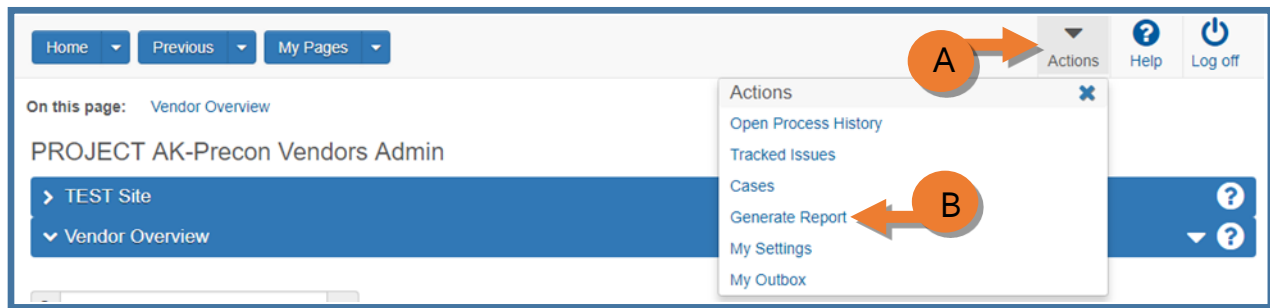 Home Previous My Pages
A
Actions Help Log off
On this page: Vendor Overview
Actions
Open Process History
PROJECT AK-Precon Vendors Admin
Tracked Issues
TEST Site
Cases
Generate Report
B
Vendor Overview
My Settings
My Outbox